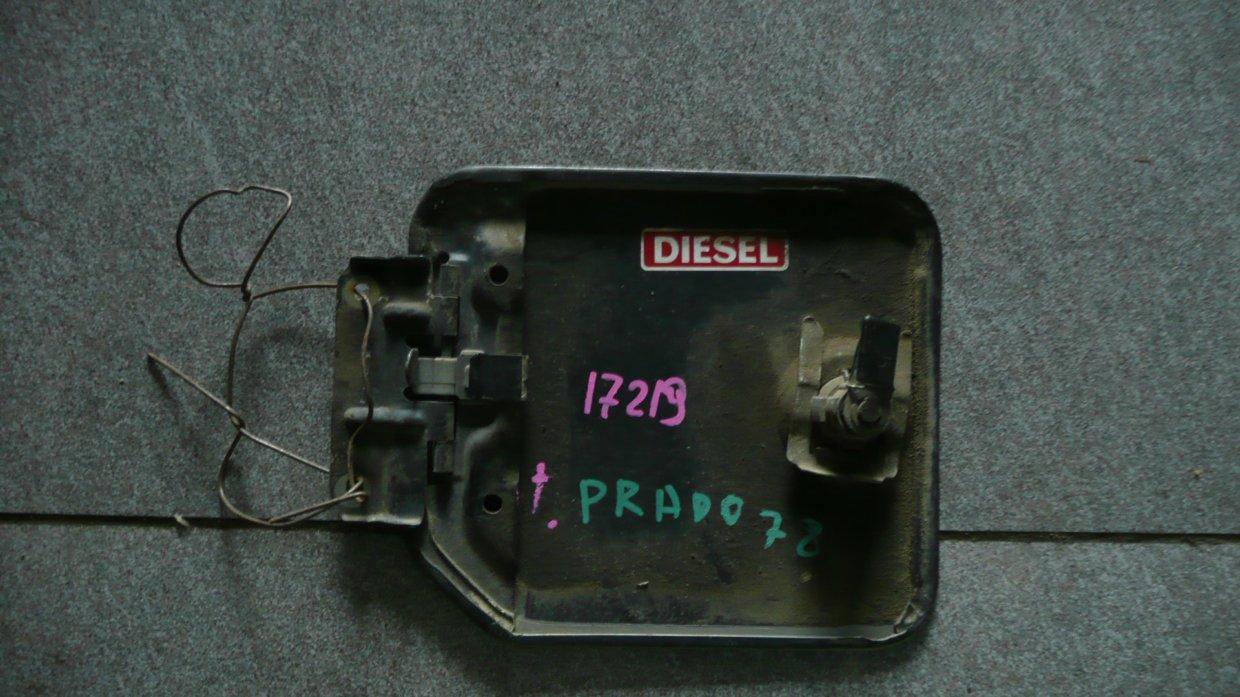 DIESEL
17219
t. PRADO 78